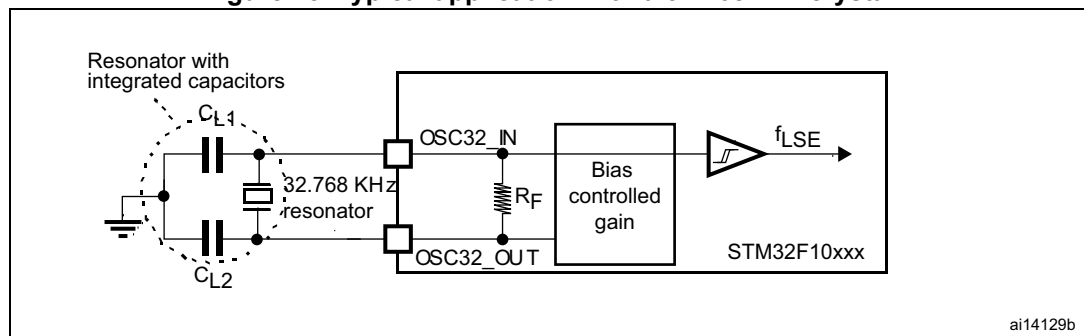 Resonator with
integrated capacitors
CL1
OSC32_IN
fLSE
32.768 KHz
resonator
RF
Bias
controlled
gain
OSC32_OUT
STM32F10xxx
CL2
ai14129b